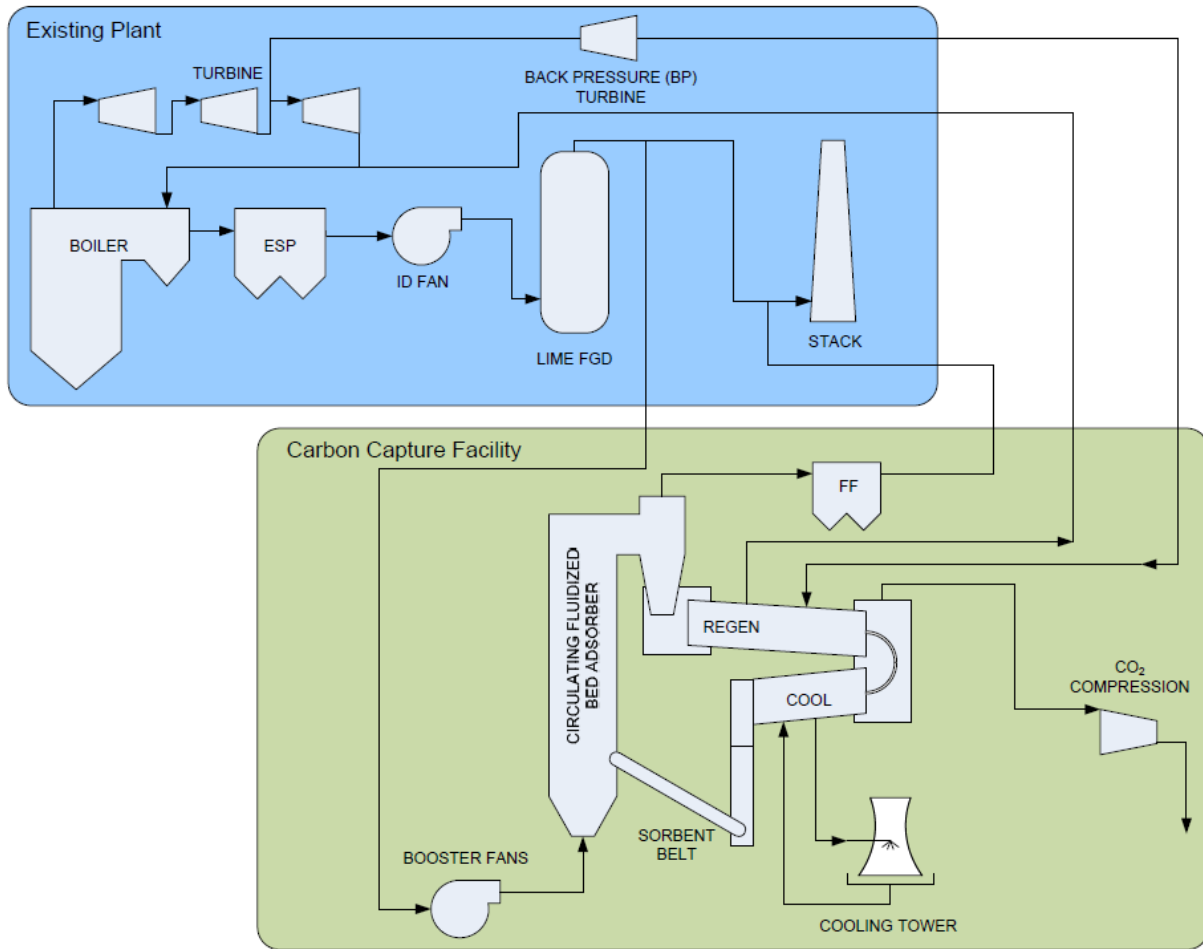 Existing Plant
TURBINE
BACK PRESSURE (BP)
TURBINE
BOILER
ESP
ID FAN
LIME FGD
STACK
Carbon Capture Facility
FF
CIRCULATING FLUIDIZED
BED ADSORBER
REGEN
COOL
CO₂
COMPRESSION
SORBENT
BELT
BOOSTER FANS
COOLING TOWER